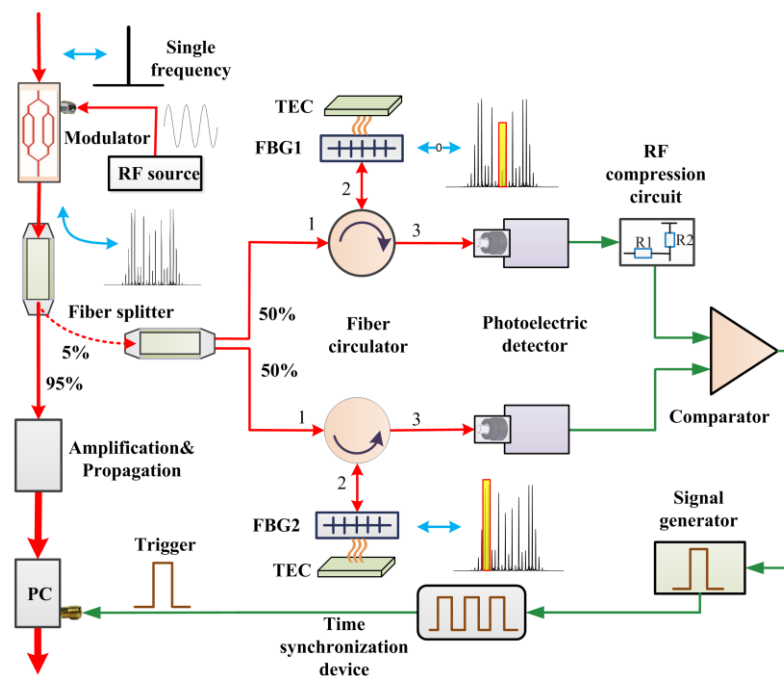 Single
frequency
Modulator
RF source
TEC
FBG1
0
2
1
3
RF
compression
circuit
R1
R2
Fiber splitter
5%
95%
50%
50%
Fiber
circulator
Photoelectric
detector
Comparator
1
3
2
Amplification&
Propagation
FBG2
TEC
Signal
generator
Trigger
PC
Time
synchronization
device